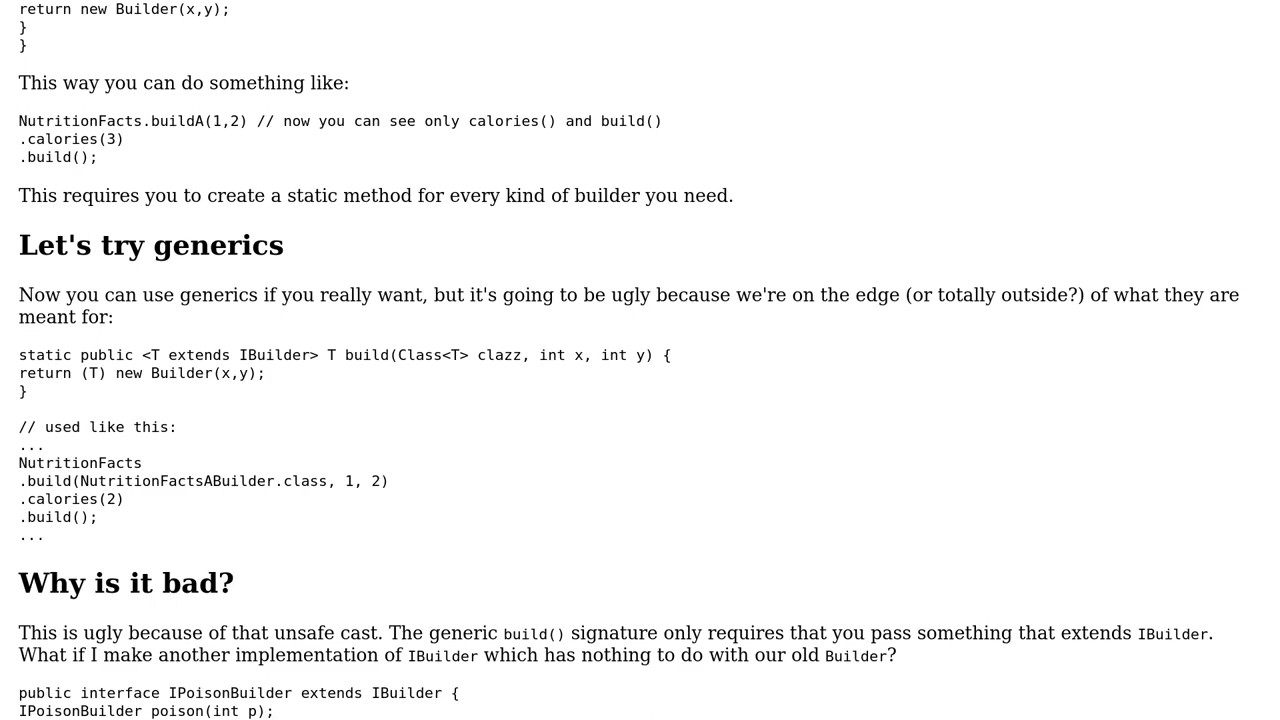 return new Builder(x,y);
}
}
This way you can do something like:
NutritionFacts.buildA(1,2) // now you can see only calories() and build()
.calories(3)
.build();
This requires you to create a static method for every kind of builder you need.
Let's try generics
Now you can use generics if you really want, but it's going to be ugly because we're on the edge (or totally outside?) of what they are
meant for:
static public <T extends IBuilder> T build(Class<T> clazz, int x, int y) {
return (T) new Builder(x,y);
}
// used like this:
...
NutritionFacts
.build(NutritionFactsABuilder.class, 1, 2)
.calories(2)
.build();
...
Why is it bad?
This is ugly because of that unsafe cast. The generic build() signature only requires that you pass something that extends IBuilder.
What if I make another implementation of IBuilder which has nothing to do with our old Builder?
public interface IPoisonBuilder extends IBuilder {
IPoisonBuilder poison(int p);